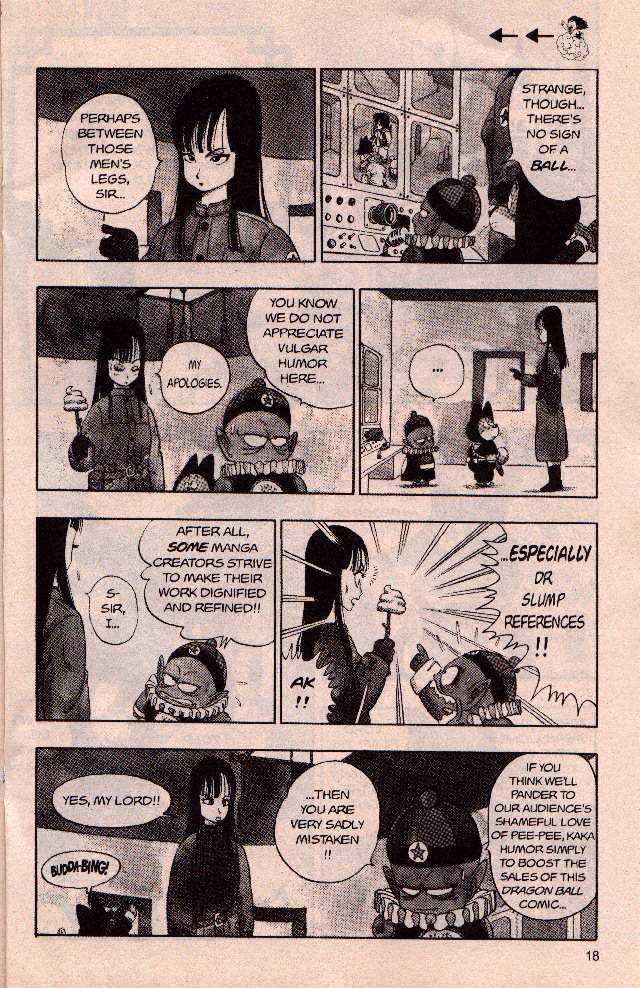 STRANGE,
THOUGH...
THERE'S
NO SIGN
OF A
BALL...
PERHAPS
BETWEEN
THOSE
MEN'S
LEGS,
SIR...
...
YOU KNOW
WE DO NOT
APPRECIATE
VULGAR
HUMOR
HERE...
MY
APOLOGIES.
...ESPECIALLY
DR
SLUMP
REFERENCES
!!
AK
!!
AFTER ALL,
SOME MANGA
CREATORS STRIVE
TO MAKE THEIR
WORK DIGNIFIED
AND REFINED!!
S-
SIR,
I...
IF YOU
THINK WE'LL
PANDER TO
OUR AUDIENCE'S
SHAMEFUL LOVE
OF PEE-PEE, KAKA
HUMOR SIMPLY
TO BOOST THE
SALES OF THIS
DRAGON BALL
COMIC...
...THEN
YOU ARE
VERY SADLY
MISTAKEN
!!
YES, MY LORD!!
BUDDA-BING!
18